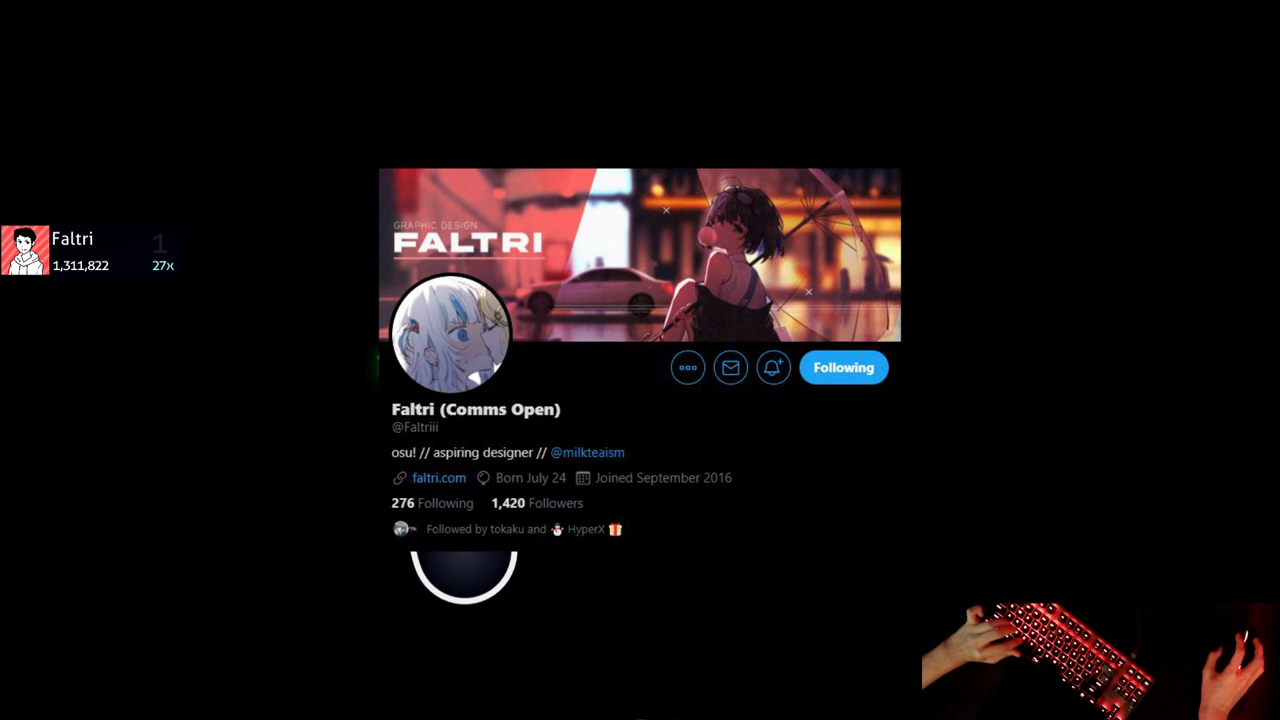 Faltri
1
1,311,822
27x
GRAPHIC DESIGN
FALTRI
Following
Faltri (Comms Open)
@Faltriii
osu! // aspiring designer // @milkteaism
faltri.com Born July 24 Joined September 2016
276 Following 1,420 Followers
Followed by tokaku and ⛄ HyperX 🎁